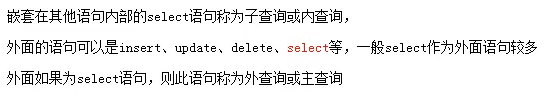 嵌套在其他语句内部的select语句称为子查询或内查询，
外面的语句可以是insert、update、delete、select等，一般select作为外面语句较多
外面如果为select语句，则此语句称为外查询或主查询